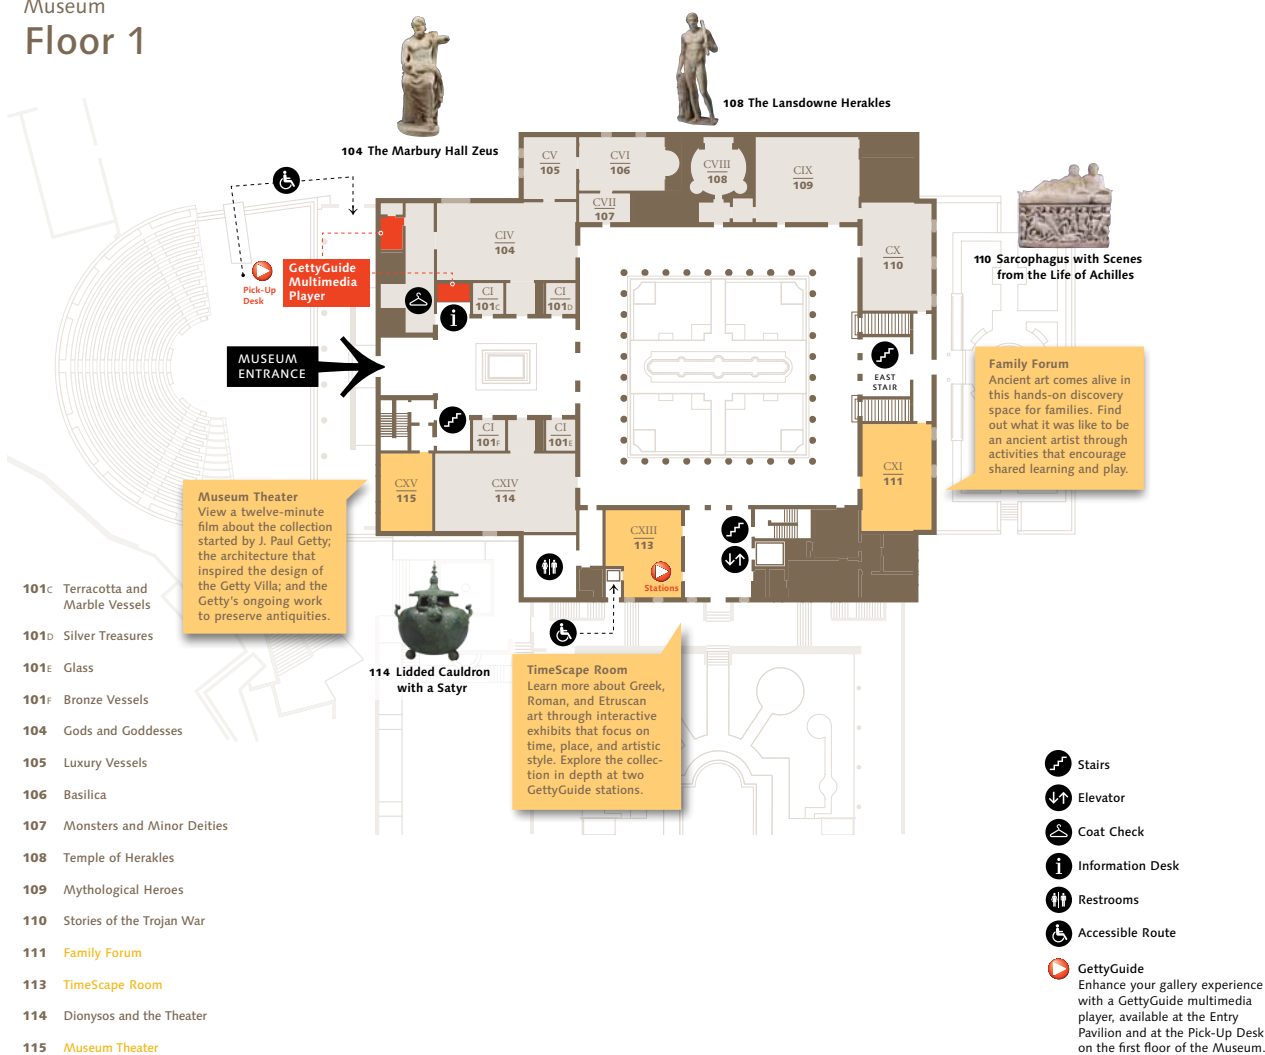 Museum
Floor 1
104 The Marbury Hall Zeus
108 The Lansdowne Herakles
110 Sarcophagus with Scenes
from the Life of Achilles
CV
105
CVI
106
CVII
107
CVIII
108
CIX
109
CIV
104
CX
110
Pick-Up
Desk
GettyGuide
Multimedia
Player
CI
101C
CI
101D
MUSEUM
ENTRANCE
EAST
STAIR
CI
101F
CI
101E
CXV
115
CXIV
114
CXI
111
CXIII
113
Stations
Family Forum
Ancient art comes alive in
this hands-on discovery
space for families. Find
out what it was like to be
an ancient artist through
activities that encourage
shared learning and play.
Museum Theater
View a twelve-minute
film about the collection
started by J. Paul Getty;
the architecture that
inspired the design of
the Getty Villa; and the
Getty's ongoing work
to preserve antiquities.
114 Lidded Cauldron
with a Satyr
TimeScape Room
Learn more about Greek,
Roman, and Etruscan
art through interactive
exhibits that focus on
time, place, and artistic
style. Explore the collec-
tion in depth at two
GettyGuide stations.
101C Terracotta and
Marble Vessels
101D Silver Treasures
101E Glass
101F Bronze Vessels
104 Gods and Goddesses
105 Luxury Vessels
106 Basilica
107 Monsters and Minor Deities
108 Temple of Herakles
109 Mythological Heroes
110 Stories of the Trojan War
111 Family Forum
113 TimeScape Room
114 Dionysos and the Theater
115 Museum Theater
Stairs
Elevator
Coat Check
i Information Desk
Restrooms
Accessible Route
GettyGuide
Enhance your gallery experience
with a GettyGuide multimedia
player, available at the Entry
Pavilion and at the Pick-Up Desk
on the first floor of the Museum.